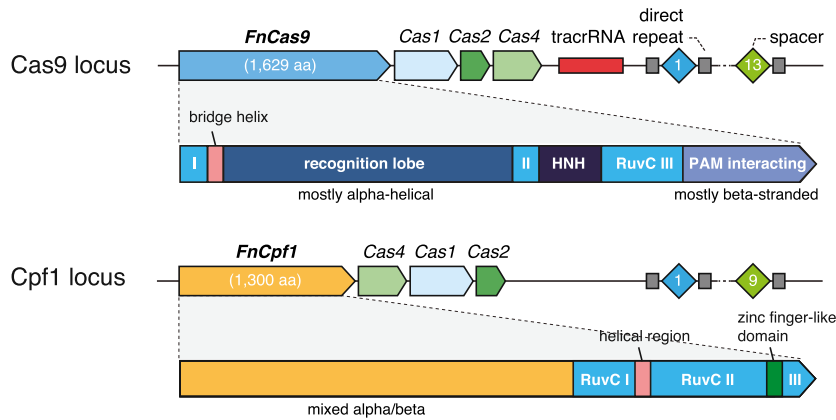 FnCas9
Cas1
Cas2
Cas4
tracrRNA
direct
repeat
spacer
Cas9 locus
(1,629 aa)
1
13
bridge helix
I
recognition lobe
II
HNH
RuvC III
PAM interacting
mostly alpha-helical
mostly beta-stranded
FnCpf1
Cas4
Cas1
Cas2
Cpf1 locus
(1,300 aa)
1
9
zinc finger-like
domain
helical region
RuvC I
RuvC II
III
mixed alpha/beta